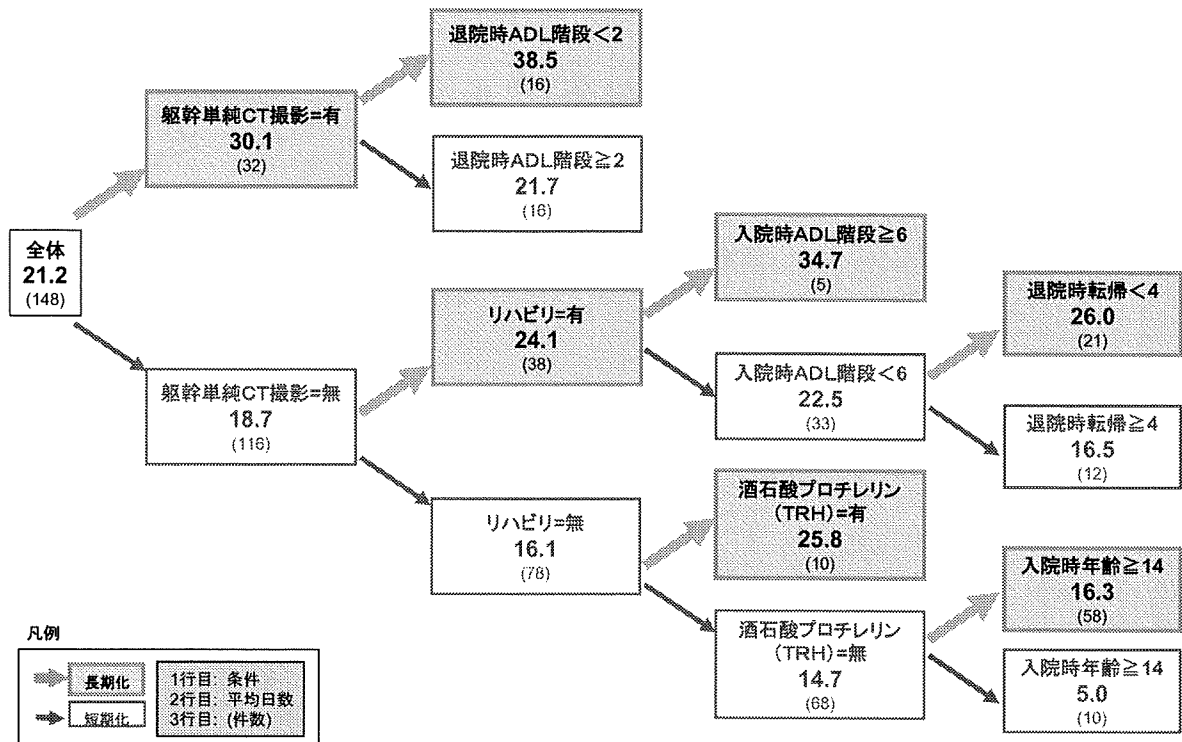 全体
21.2
(148)
躯幹単純CT撮影=有
30.1
(32)
躯幹単純CT撮影=無
18.7
(116)
退院時ADL階段<2
38.5
(16)
退院時ADL階段≧2
21.7
(16)
リハビリ=有
24.1
(38)
リハビリ=無
16.1
(78)
入院時ADL階段≧6
34.7
(5)
入院時ADL階段<6
22.5
(33)
酒石酸プロチレリン
(TRH)=有
25.8
(10)
酒石酸プロチレリン
(TRH)=無
14.7
(68)
退院時転帰<4
26.0
(21)
退院時転帰≧4
16.5
(12)
入院時年齢≧14
16.3
(58)
入院時年齢≧14
5.0
(10)
凡例
長期化
短期化
1行目: 条件
2行目: 平均日数
3行目: (件数)